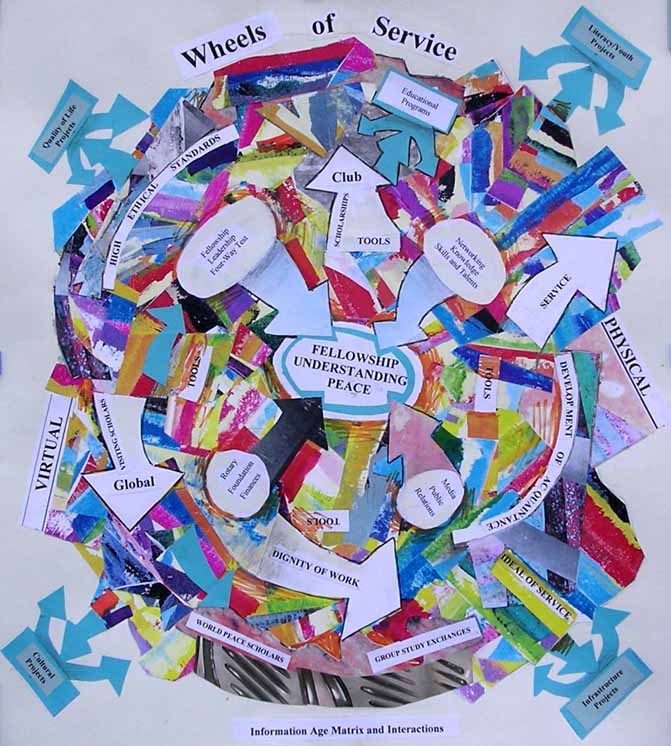 Wheels of Service
Literacy/Youth
Projects
Educational
Programs
Quality of Life
Projects
HIGH ETHICAL STANDARDS
Club
SCHOLARSHIPS
TOOLS
Fellowship
Leadership
Four-Way Test
Networking
Knowledge
Skills and Talents
SERVICE
PHYSICAL
FELLOWSHIP
UNDERSTANDING
PEACE
TOOLS
TOOLS
DEVELOPMENT OF ACQUAINTANCE
VIRTUAL
VISITING SCHOLARS
Global
Rotary
Foundation
Finances
Media
Public
Relations
TOOLS
DIGNITY OF WORK
IDEAL OF SERVICE
WORLD PEACE SCHOLARS
GROUP STUDY EXCHANGES
Cultural
Projects
Infrastructure
Projects
Information Age Matrix and Interactions